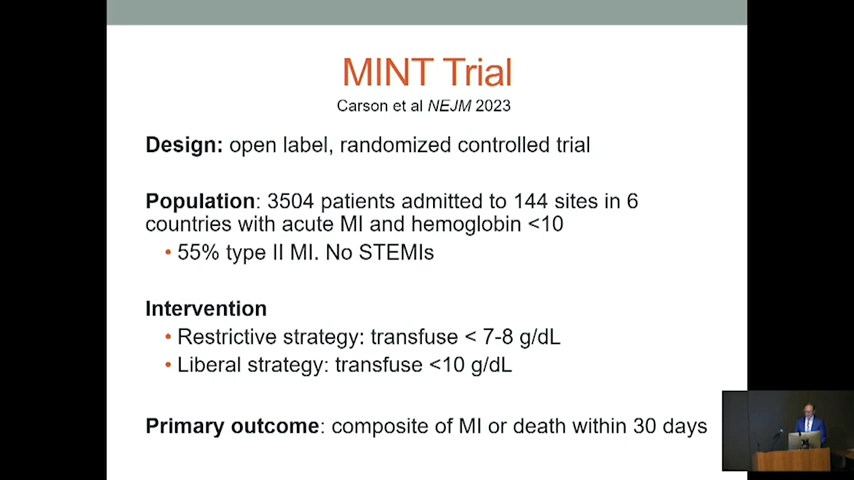 MINT Trial
Carson et al NEJM 2023
Design: open label, randomized controlled trial
Population: 3504 patients admitted to 144 sites in 6
countries with acute MI and hemoglobin <10
• 55% type II MI. No STEMIs
Intervention
• Restrictive strategy: transfuse < 7-8 g/dL
• Liberal strategy: transfuse <10 g/dL
Primary outcome: composite of MI or death within 30 days